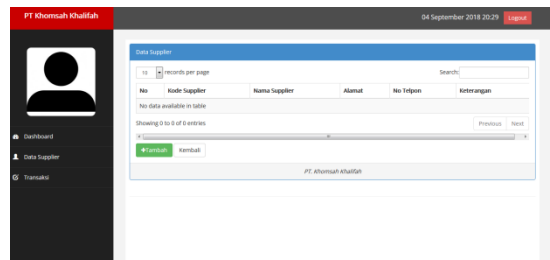 PT Khomsah Khalifah
04 September 2018 20:29 Logout
Data Supplier
10 records per page
Search:
No Kode Supplier Nama Supplier Alamat No Telpon Keterangan
No data available in table
Showing 0 to 0 of 0 entries
Previous Next
+Tambah Kembali
PT. Khomsah Khalifah
Dashboard
Data Supplier
Transaksi